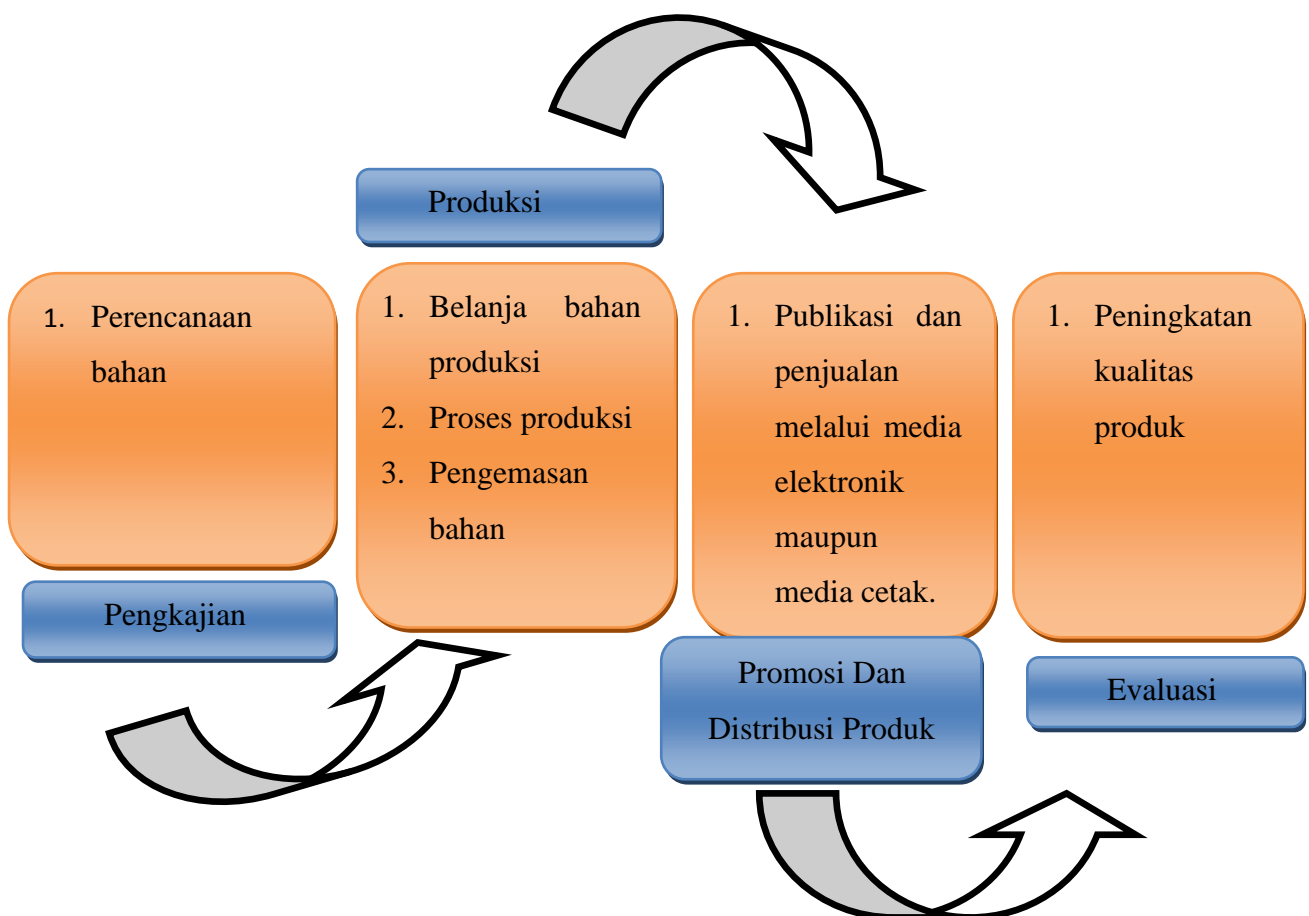 Produksi
1. Perencanaan
bahan
Pengkajian
1. Belanja bahan
produksi
2. Proses produksi
3. Pengemasan
bahan
1. Publikasi dan
penjualan
melalui media
elektronik
maupun
media cetak.
Promosi Dan
Distribusi Produk
1. Peningkatan
kualitas
produk
Evaluasi